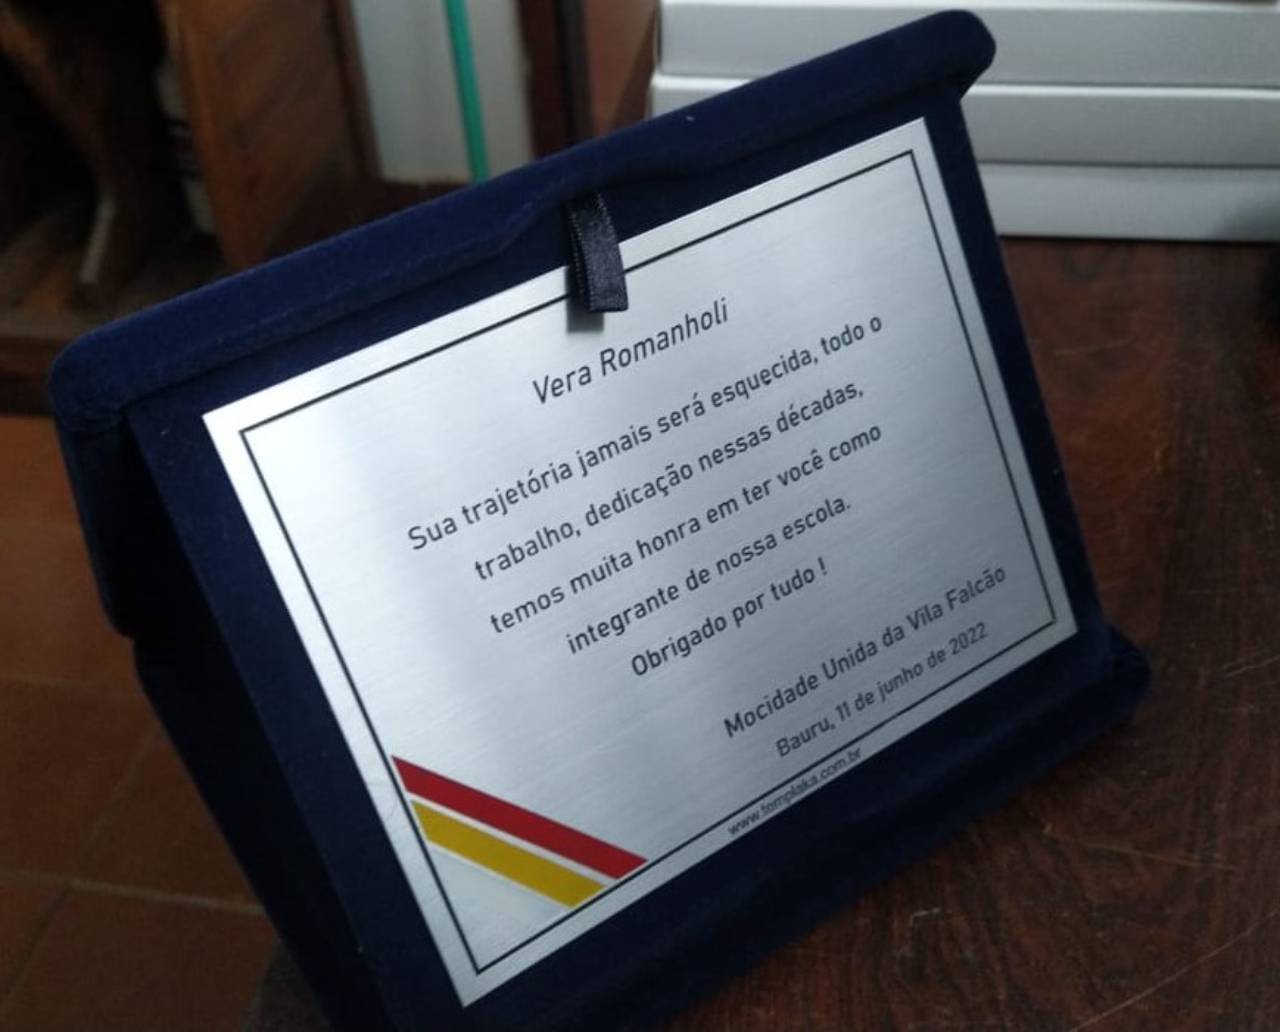 Vera Romanholi
Sua trajetória jamais será esquecida, todo o
trabalho, dedicação nessas décadas,
temos muita honra em ter você como
integrante de nossa escola.
Obrigado por tudo !
Mocidade Unida da Vila Falcão
Bauru, 11 de junho de 2022
www.templaka.com.br